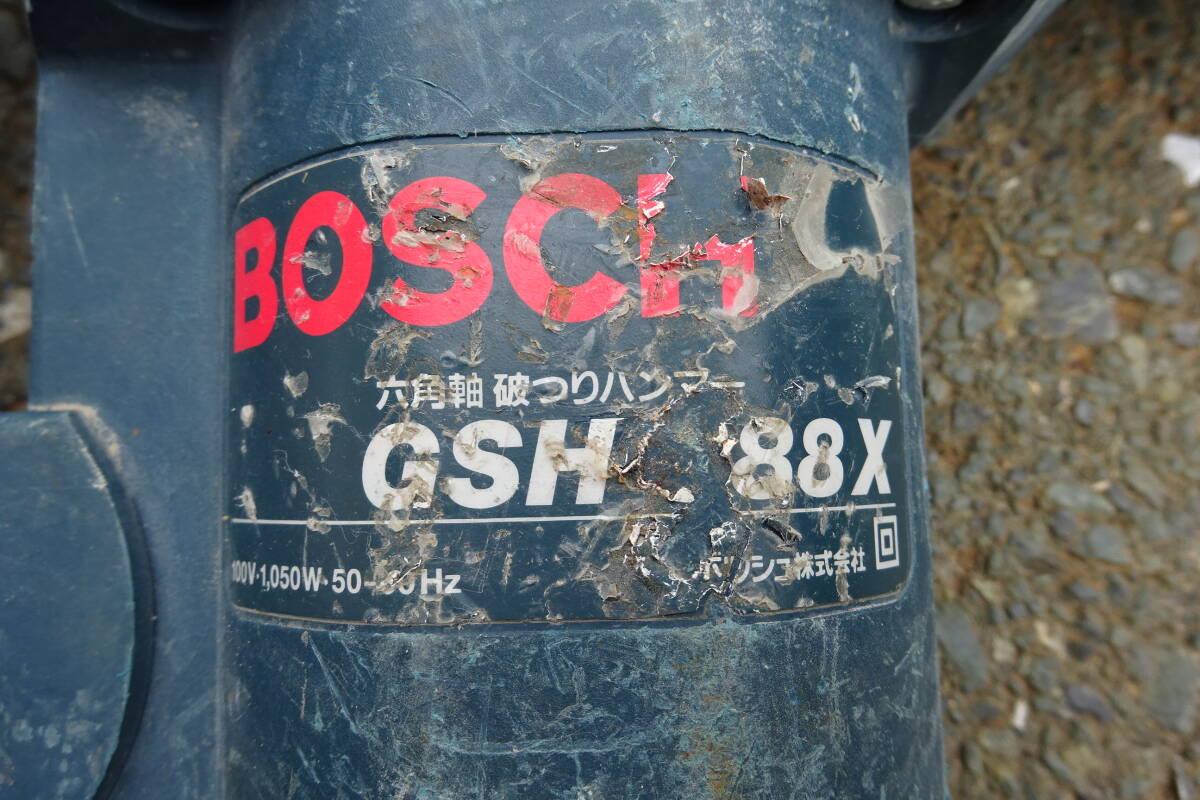 BOSCH
六角軸 破つりハンマー
GSH 88X
100V·1,050W·50-60Hz
ボッシュ株式会社